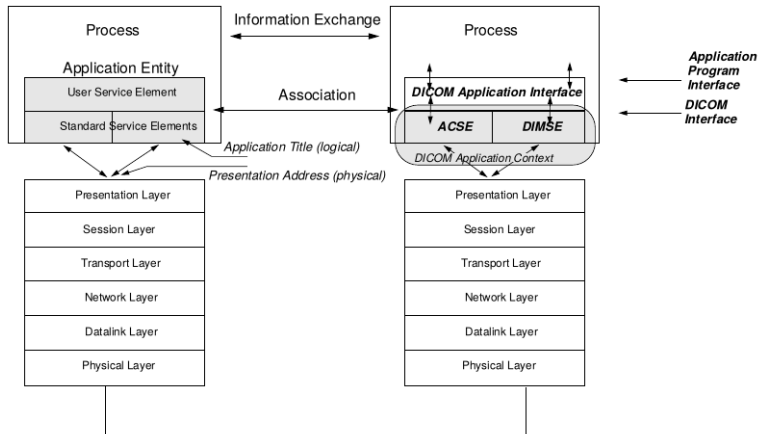 Information Exchange
Process
Process
Application Entity
User Service Element
Standard Service Elements
Association
DICOM Application Interface
ACSE
DIMSE
DICOM Application Context
Application
Program
Interface
DICOM
Interface
Application Title (logical)
Presentation Address (physical)
Presentation Layer
Session Layer
Transport Layer
Network Layer
Datalink Layer
Physical Layer
Presentation Layer
Session Layer
Transport Layer
Network Layer
Datalink Layer
Physical Layer